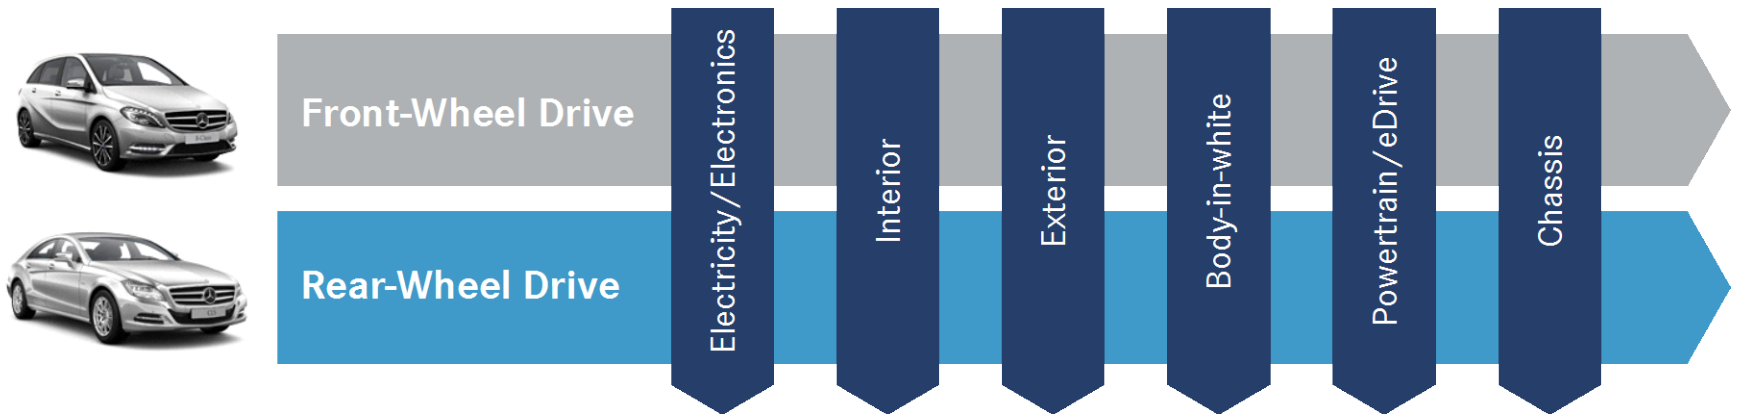 Front-Wheel Drive
Rear-Wheel Drive
Electricity/Electronics
Interior
Exterior
Body-in-white
Powertrain/eDrive
Chassis